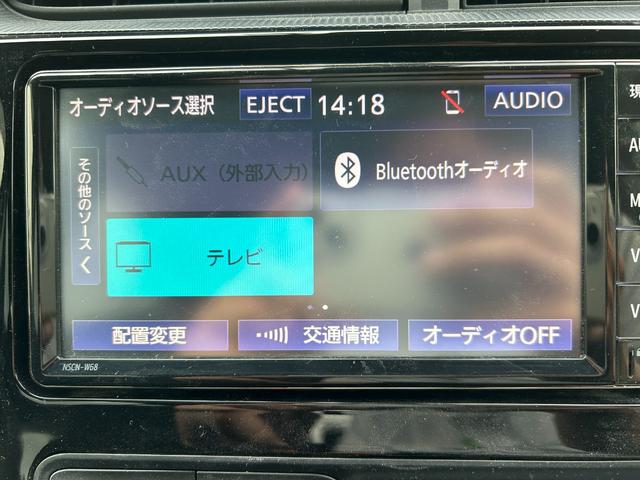 オーディオソース選択 EJECT 14:18 AUDIO
その他のソース
AUX (外部入力) Bluetoothオーディオ
テレビ
配置変更 交通情報 オーディオOFF
NSCN-W68
現
AU
M
V
V